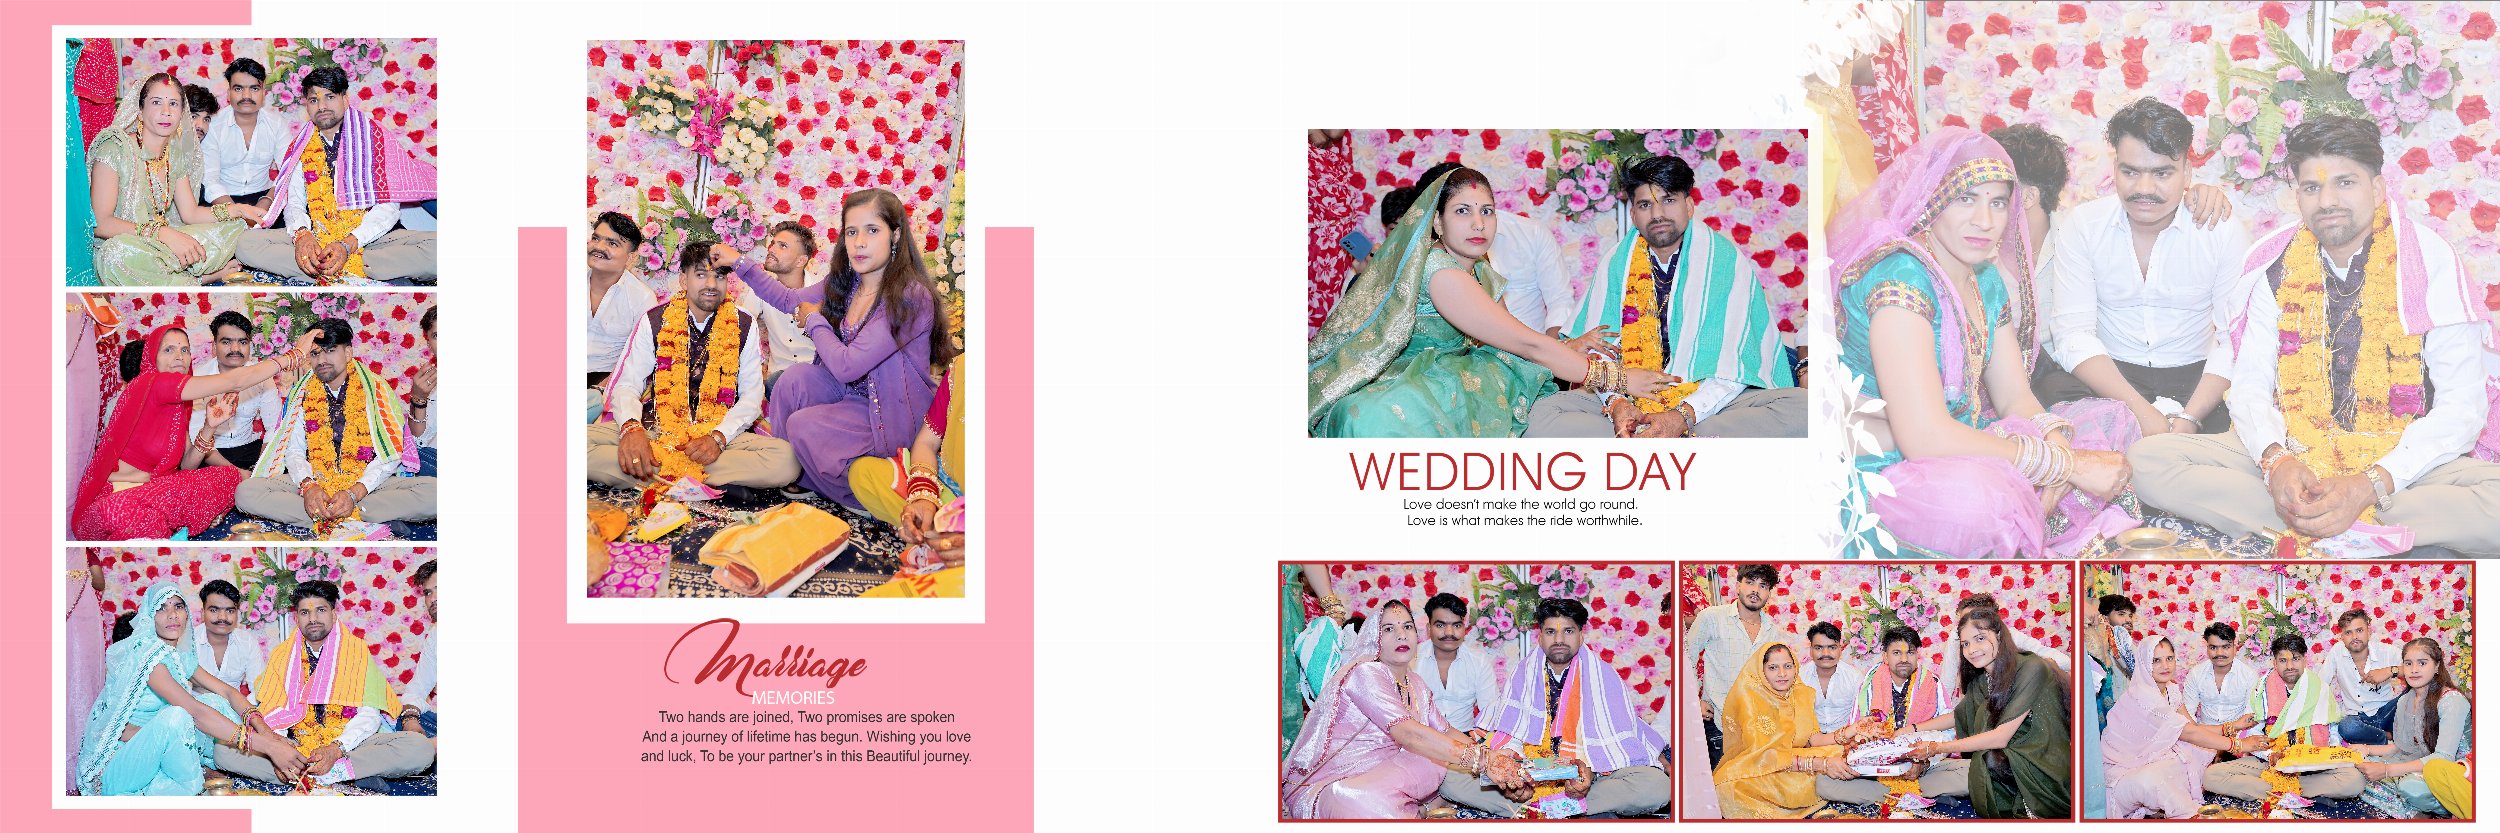 Marriage
MEMORIES
Two hands are joined, Two promises are spoken
And a journey of lifetime has begun. Wishing you love
and luck, To be your partner's in this Beautiful journey.
WEDDING DAY
Love doesn't make the world go round.
Love is what makes the ride worthwhile.